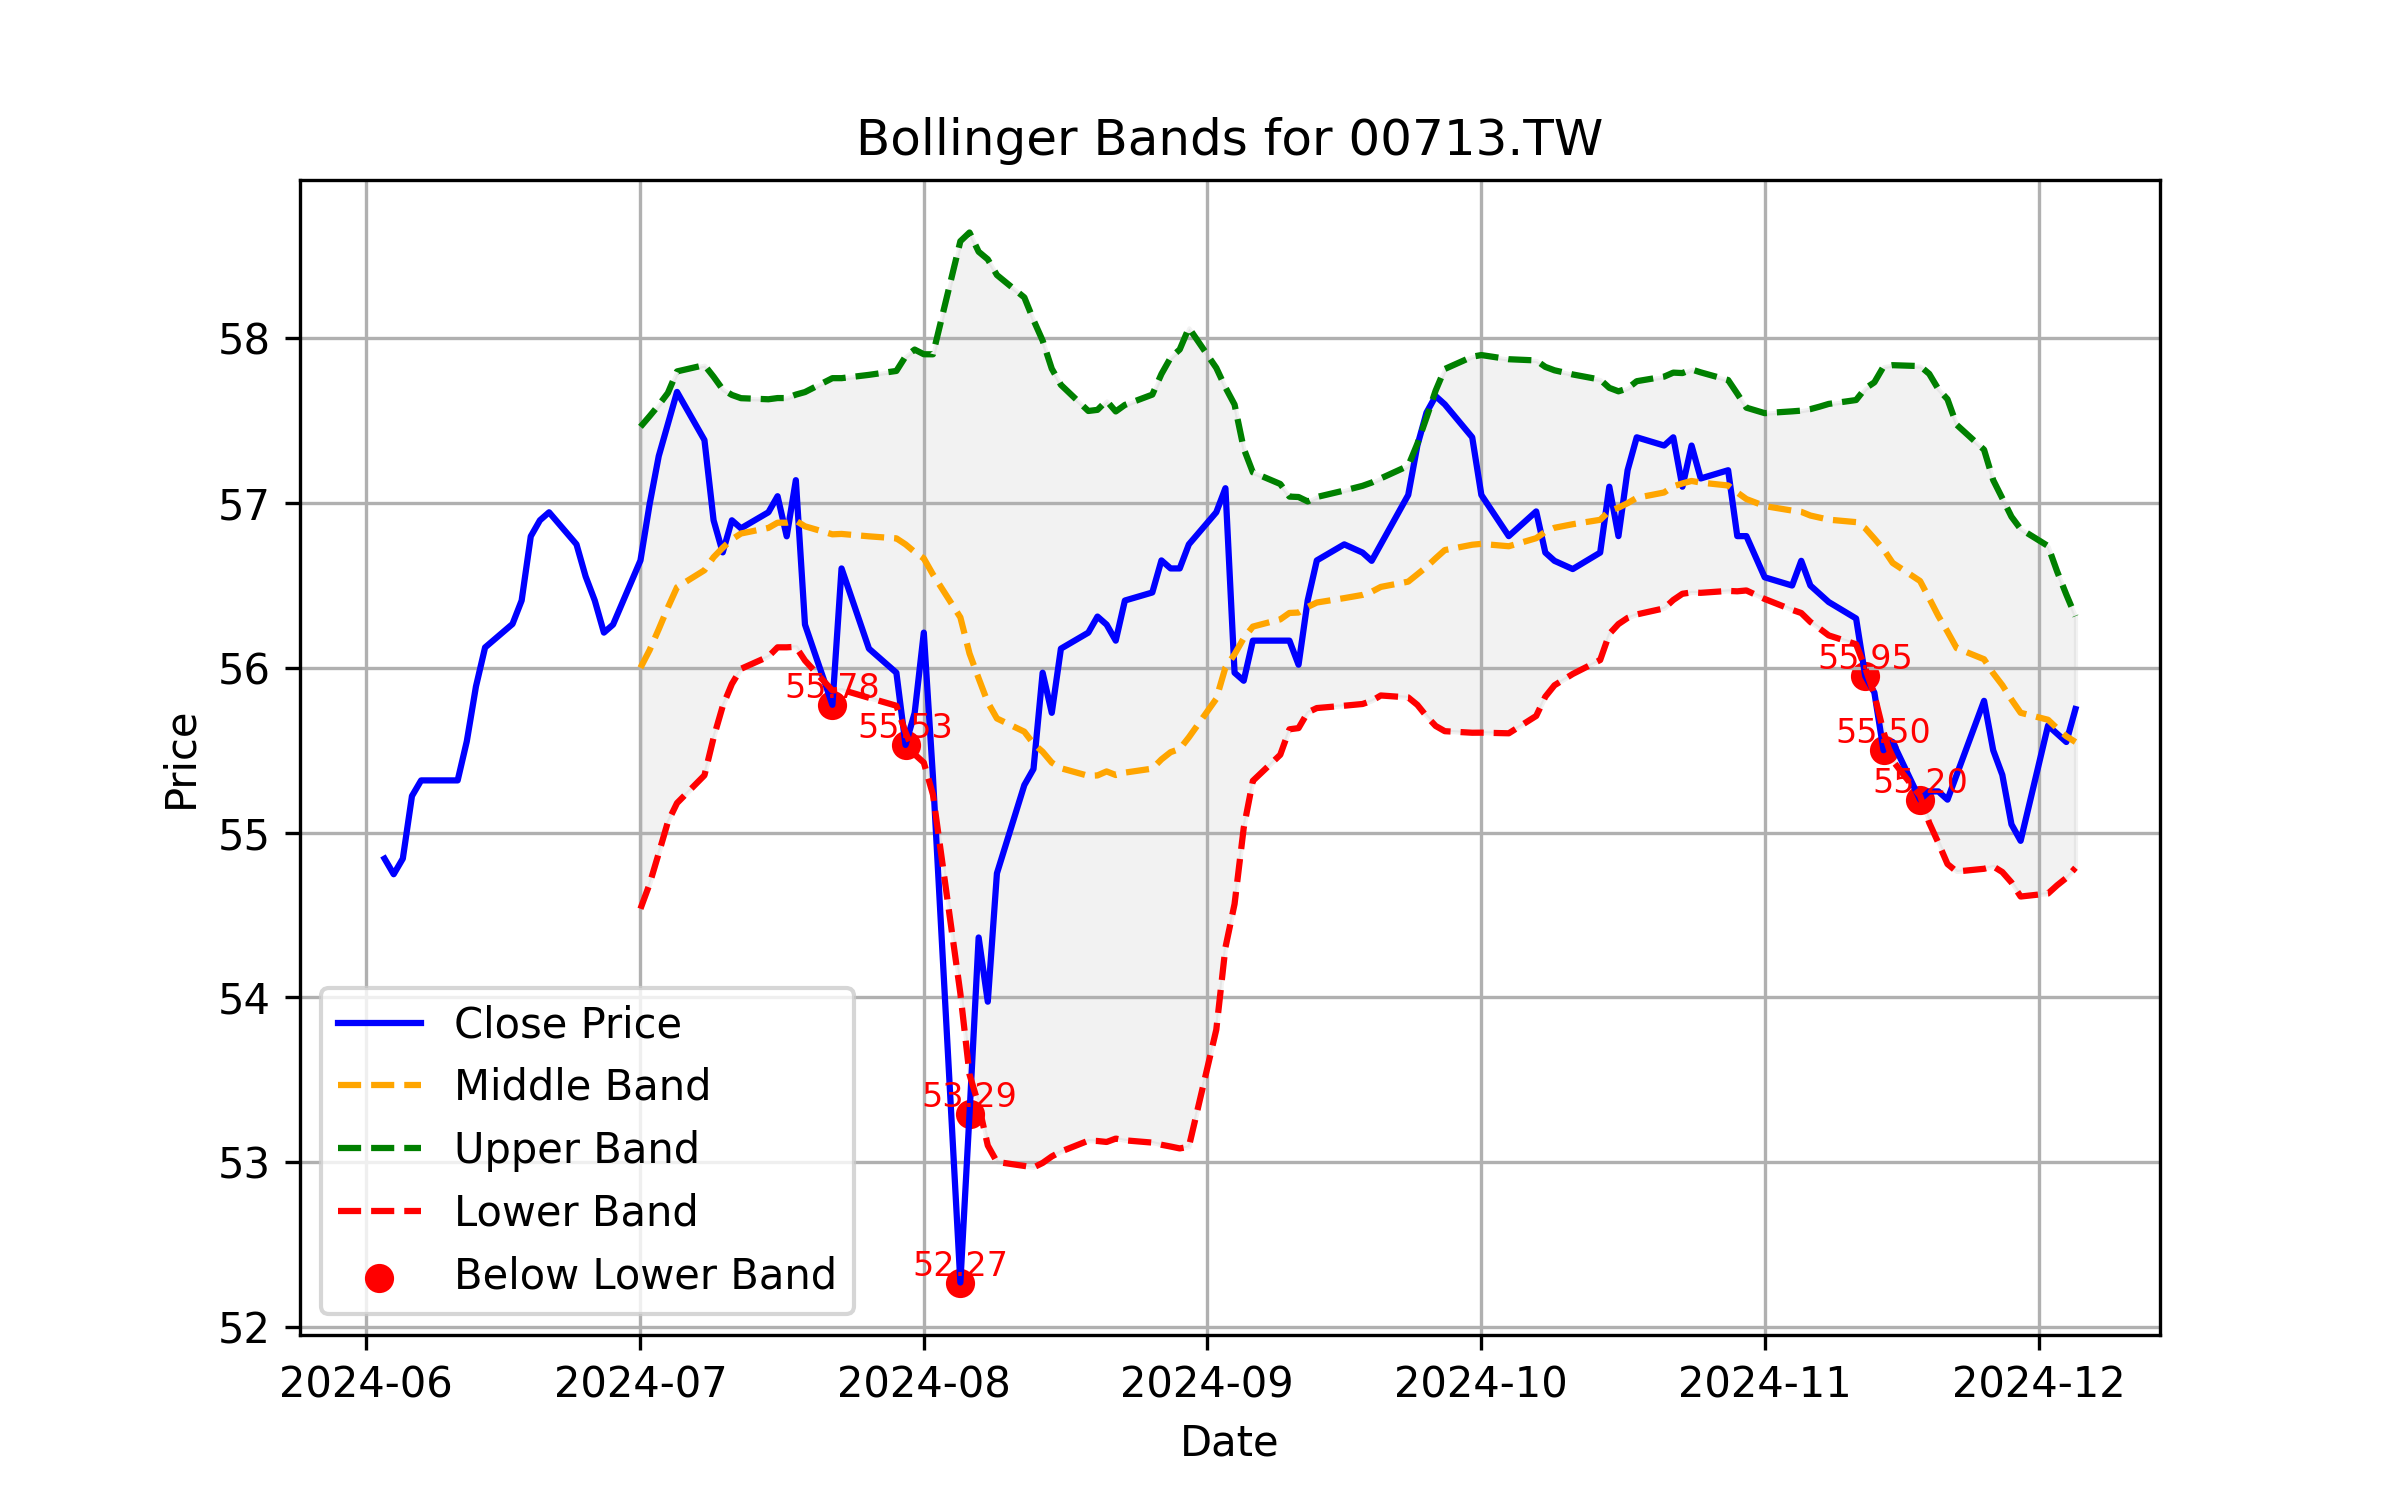 Bollinger Bands for 00713.TW
Price
58
57
56
55
54
53
52
55.78
55.53
53.29
52.27
55.95
55.50
55.20
Close Price
Middle Band
Upper Band
Lower Band
Below Lower Band
2024-06
2024-07
2024-08
2024-09
2024-10
2024-11
2024-12
Date